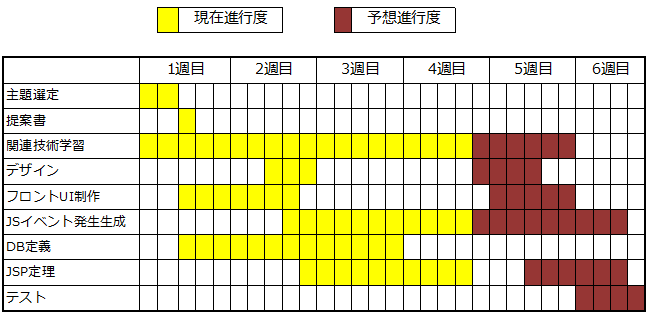 現在進行度 予想進行度
1週目 2週目 3週目 4週目 5週目 6週目
主題選定
提案書
関連技術学習
デザイン
フロントUI制作
JSイベント発生生成
DB定義
JSP定理
テスト